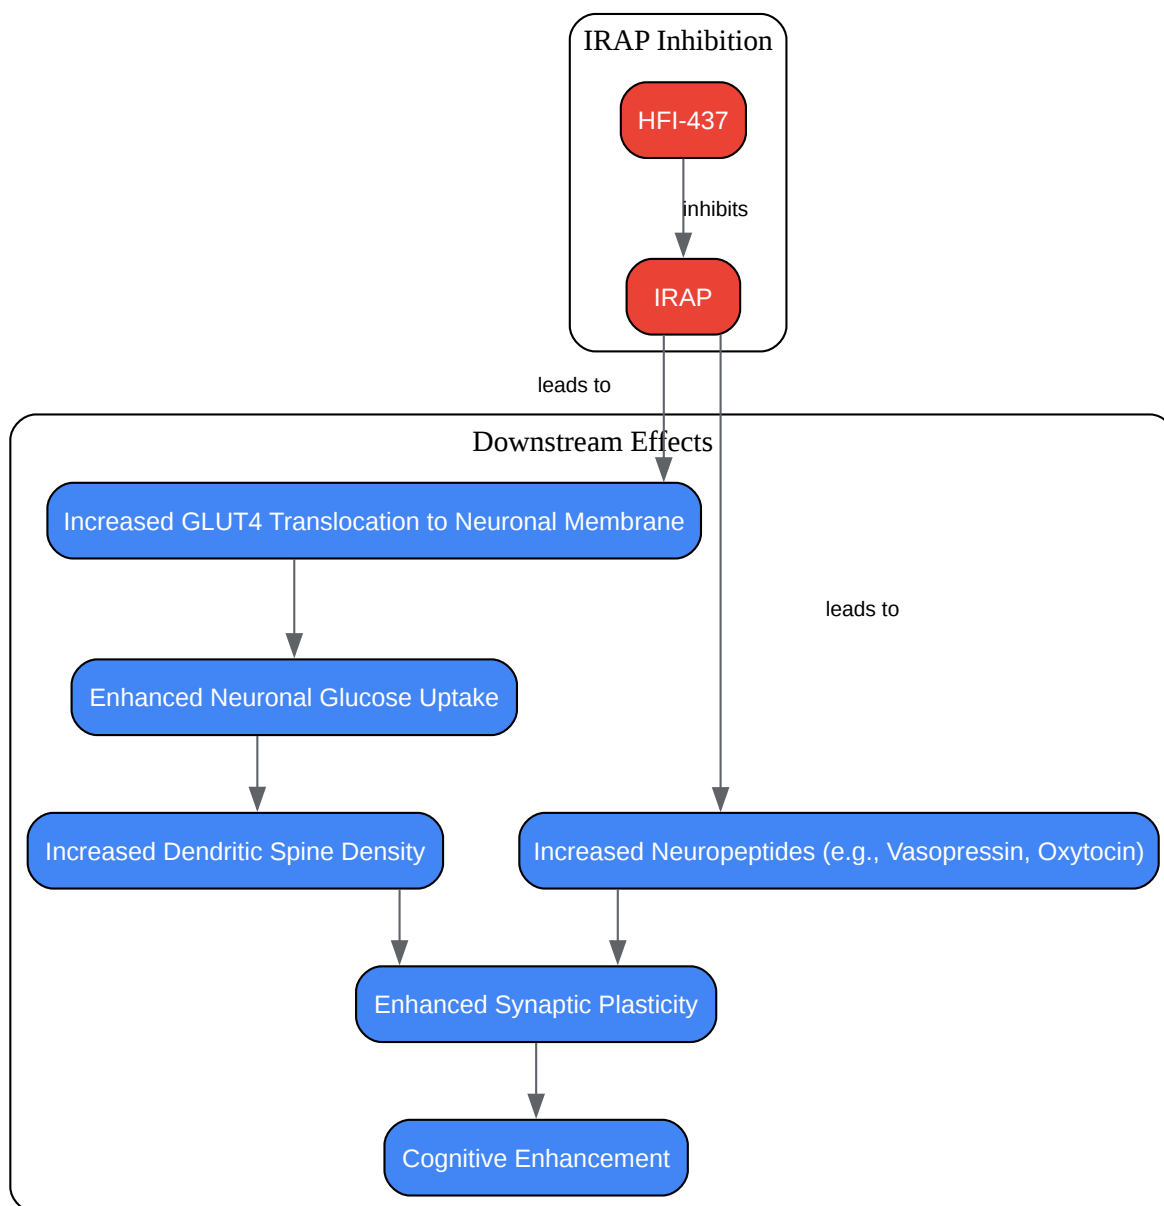 IRAP Inhibition
HFI-437
inhibits
IRAP
leads to
Downstream Effects
Increased GLUT4 Translocation to Neuronal Membrane
leads to
Enhanced Neuronal Glucose Uptake
Increased Dendritic Spine Density
Increased Neuropeptides (e.g., Vasopressin, Oxytocin)
Enhanced Synaptic Plasticity
Cognitive Enhancement